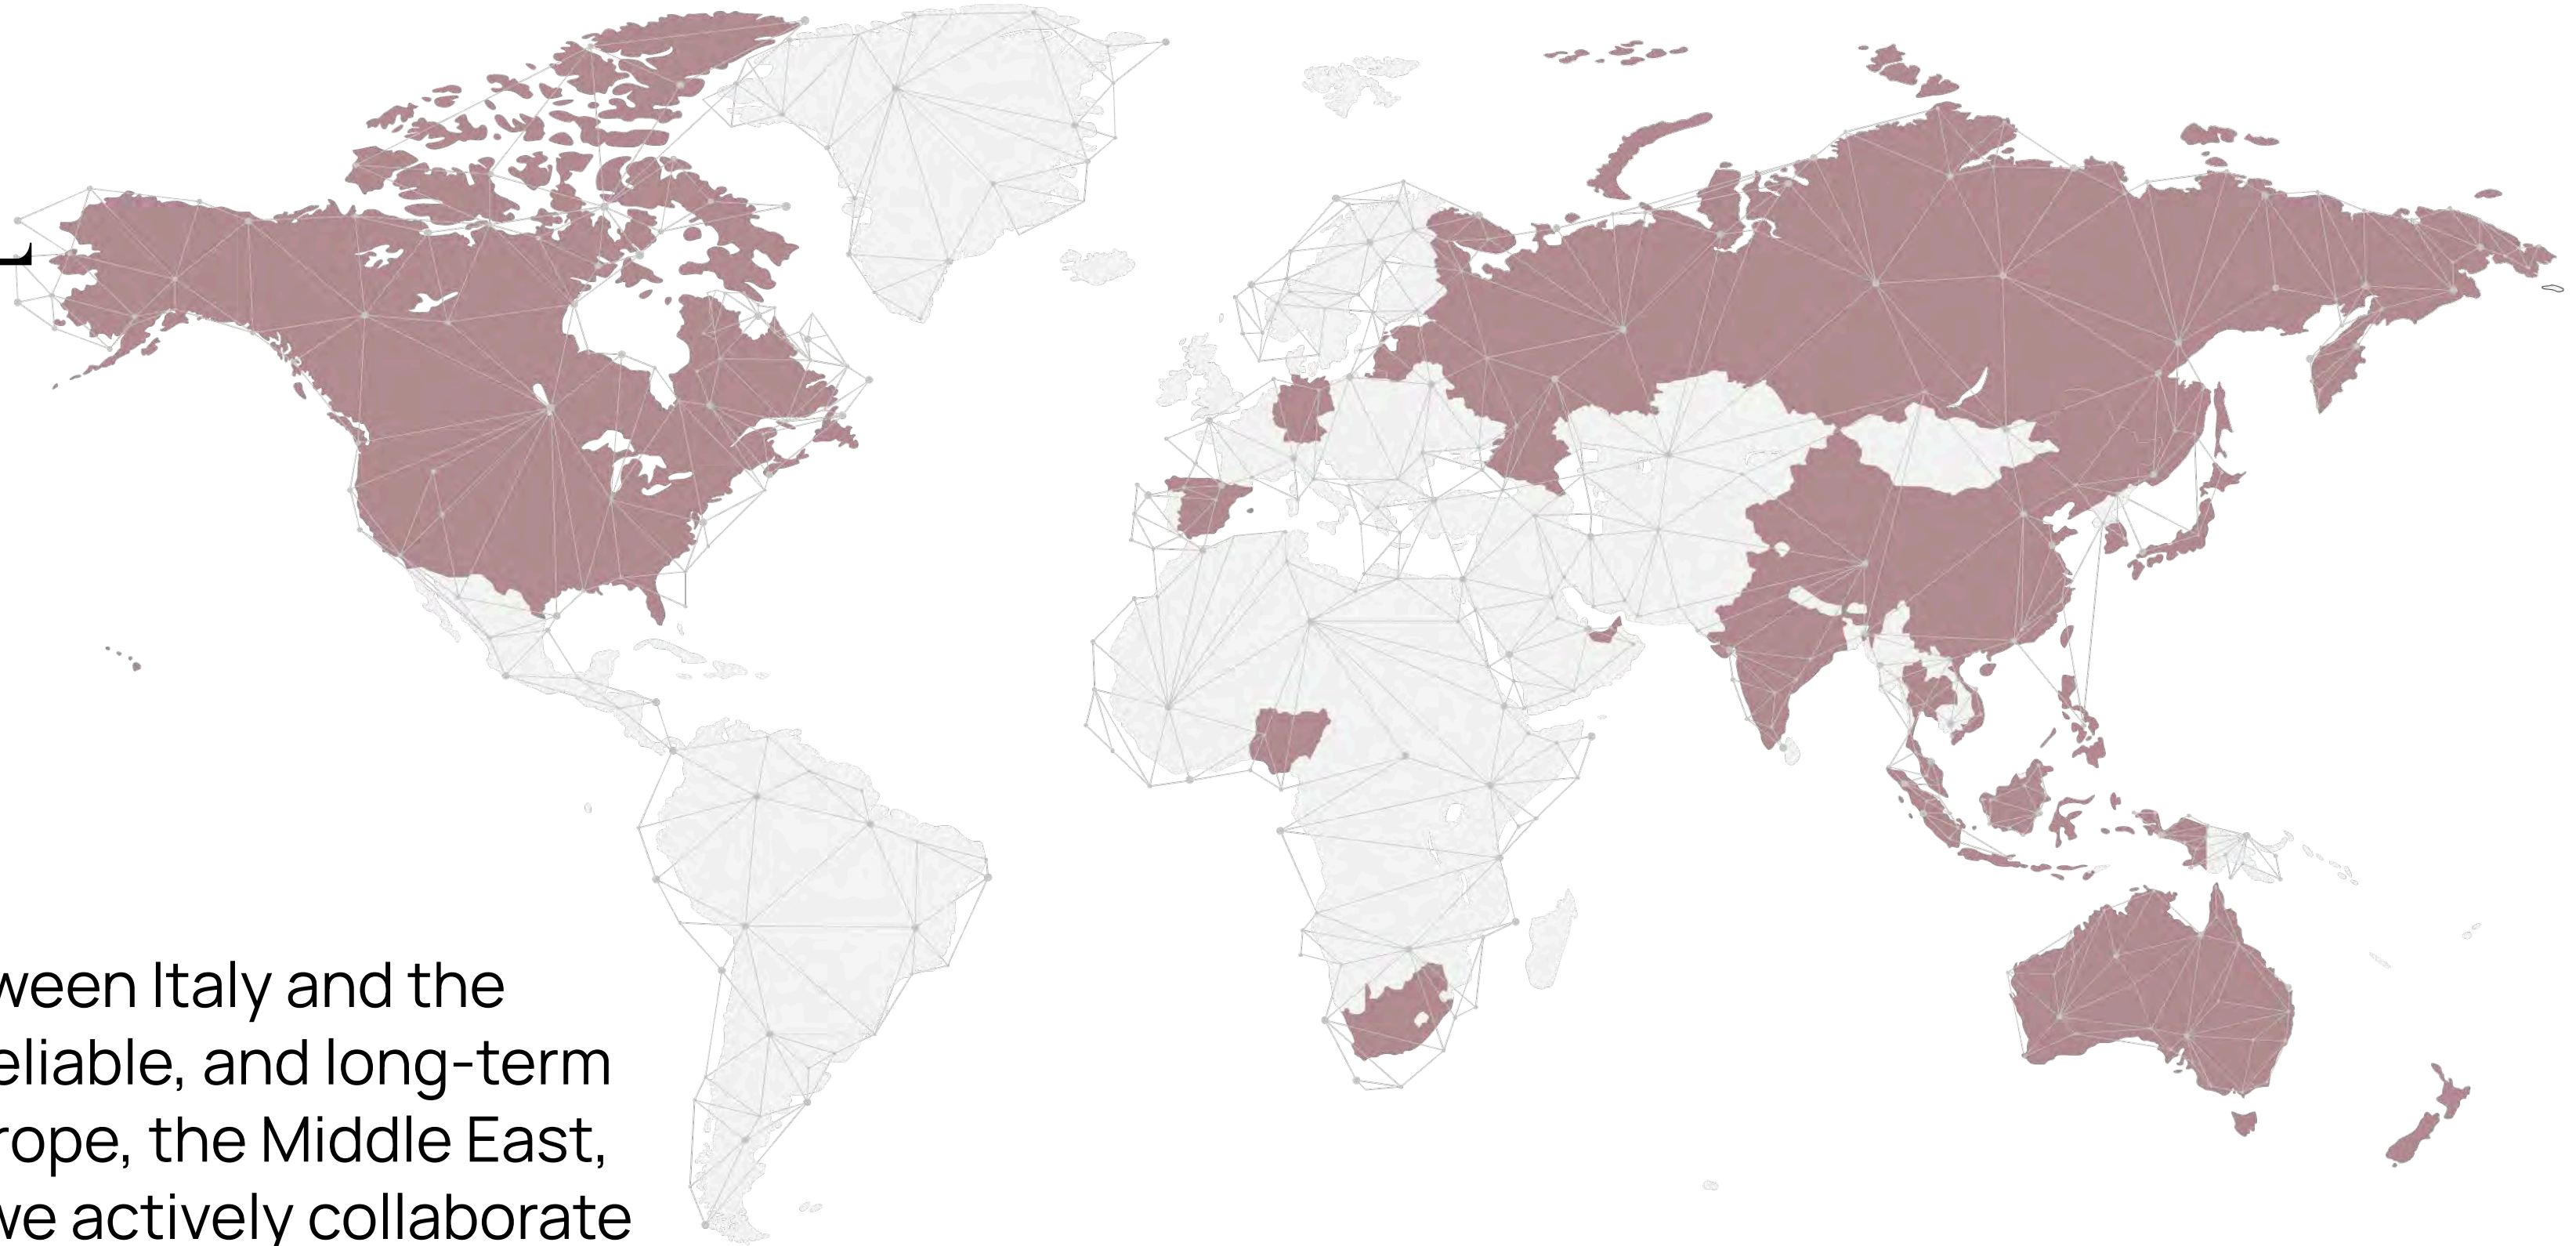 L
ween Italy and the
eliable, and long-term
rope, the Middle East,
we actively collaborate